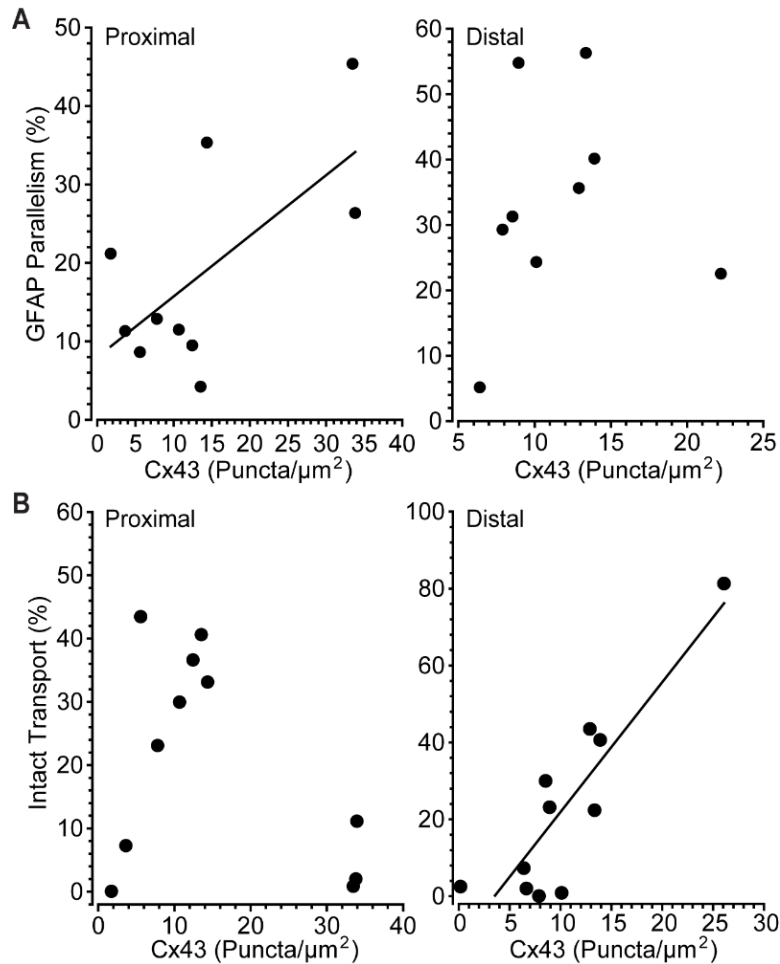 A
Proximal
Distal
50
40
30
20
10
0
GFAP Parallelism (%)
0 5 10 15 20 25 30 35 40
Cx43 (Puncta/µm²)
60
50
40
30
20
10
0
5 10 15 20 25
Cx43 (Puncta/µm²)
B
Proximal
Distal
60
50
40
30
20
10
0
Intact Transport (%)
0 10 20 30 40
Cx43 (Puncta/µm²)
100
80
60
40
20
0
0 5 10 15 20 25 30
Cx43 (Puncta/µm²)